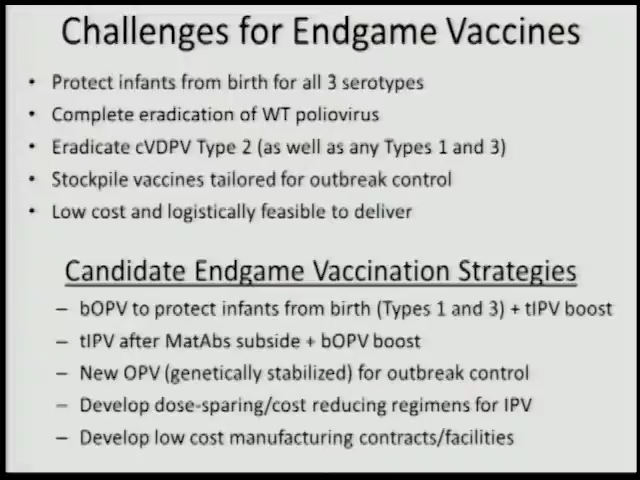 Challenges for Endgame Vaccines
• Protect infants from birth for all 3 serotypes
• Complete eradication of WT poliovirus
• Eradicate cVDPV Type 2 (as well as any Types 1 and 3)
• Stockpile vaccines tailored for outbreak control
• Low cost and logistically feasible to deliver
Candidate Endgame Vaccination Strategies
– bOPV to protect infants from birth (Types 1 and 3) + tIPV boost
– tIPV after MatAbs subside + bOPV boost
– New OPV (genetically stabilized) for outbreak control
– Develop dose-sparing/cost reducing regimens for IPV
– Develop low cost manufacturing contracts/facilities